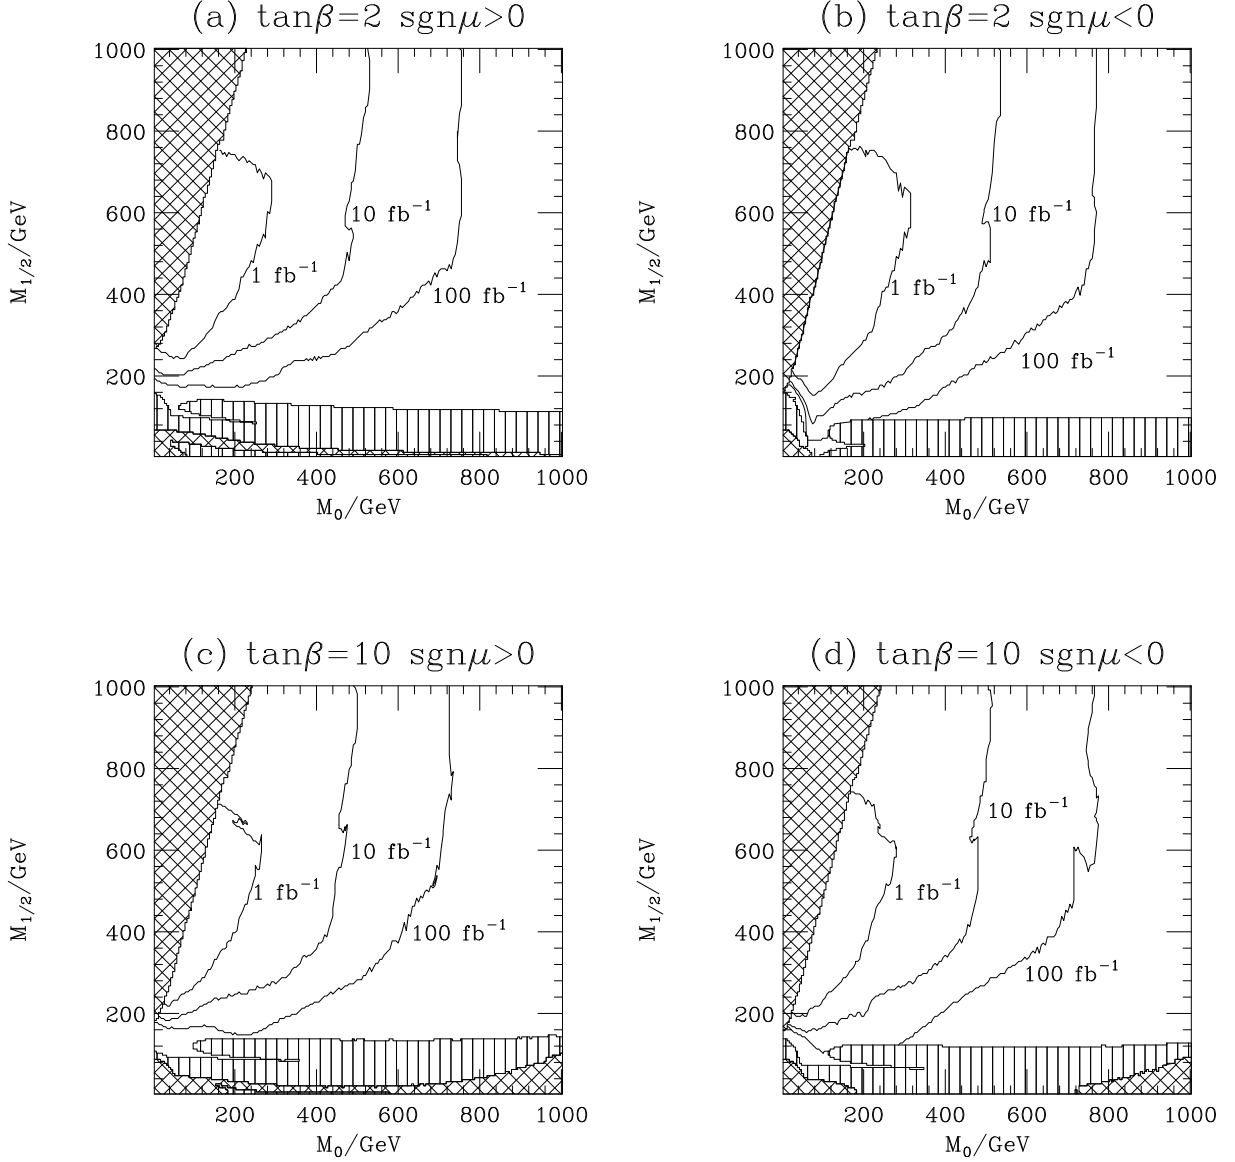 (a) tanβ=2 sgnμ>0
1000
800
600
400
200
M1/2/GeV
10 fb−1
1 fb−1
100 fb−1
200 400 600 800 1000
M0/GeV
(b) tanβ=2 sgnμ<0
1000
800
600
400
200
M1/2/GeV
10 fb−1
1 fb−1
100 fb−1
200 400 600 800 1000
M0/GeV
(c) tanβ=10 sgnμ>0
1000
800
600
400
200
M1/2/GeV
10 fb−1
1 fb−1
100 fb−1
200 400 600 800 1000
M0/GeV
(d) tanβ=10 sgnμ<0
1000
800
600
400
200
M1/2/GeV
10 fb−1
1 fb−1
100 fb−1
200 400 600 800 1000
M0/GeV